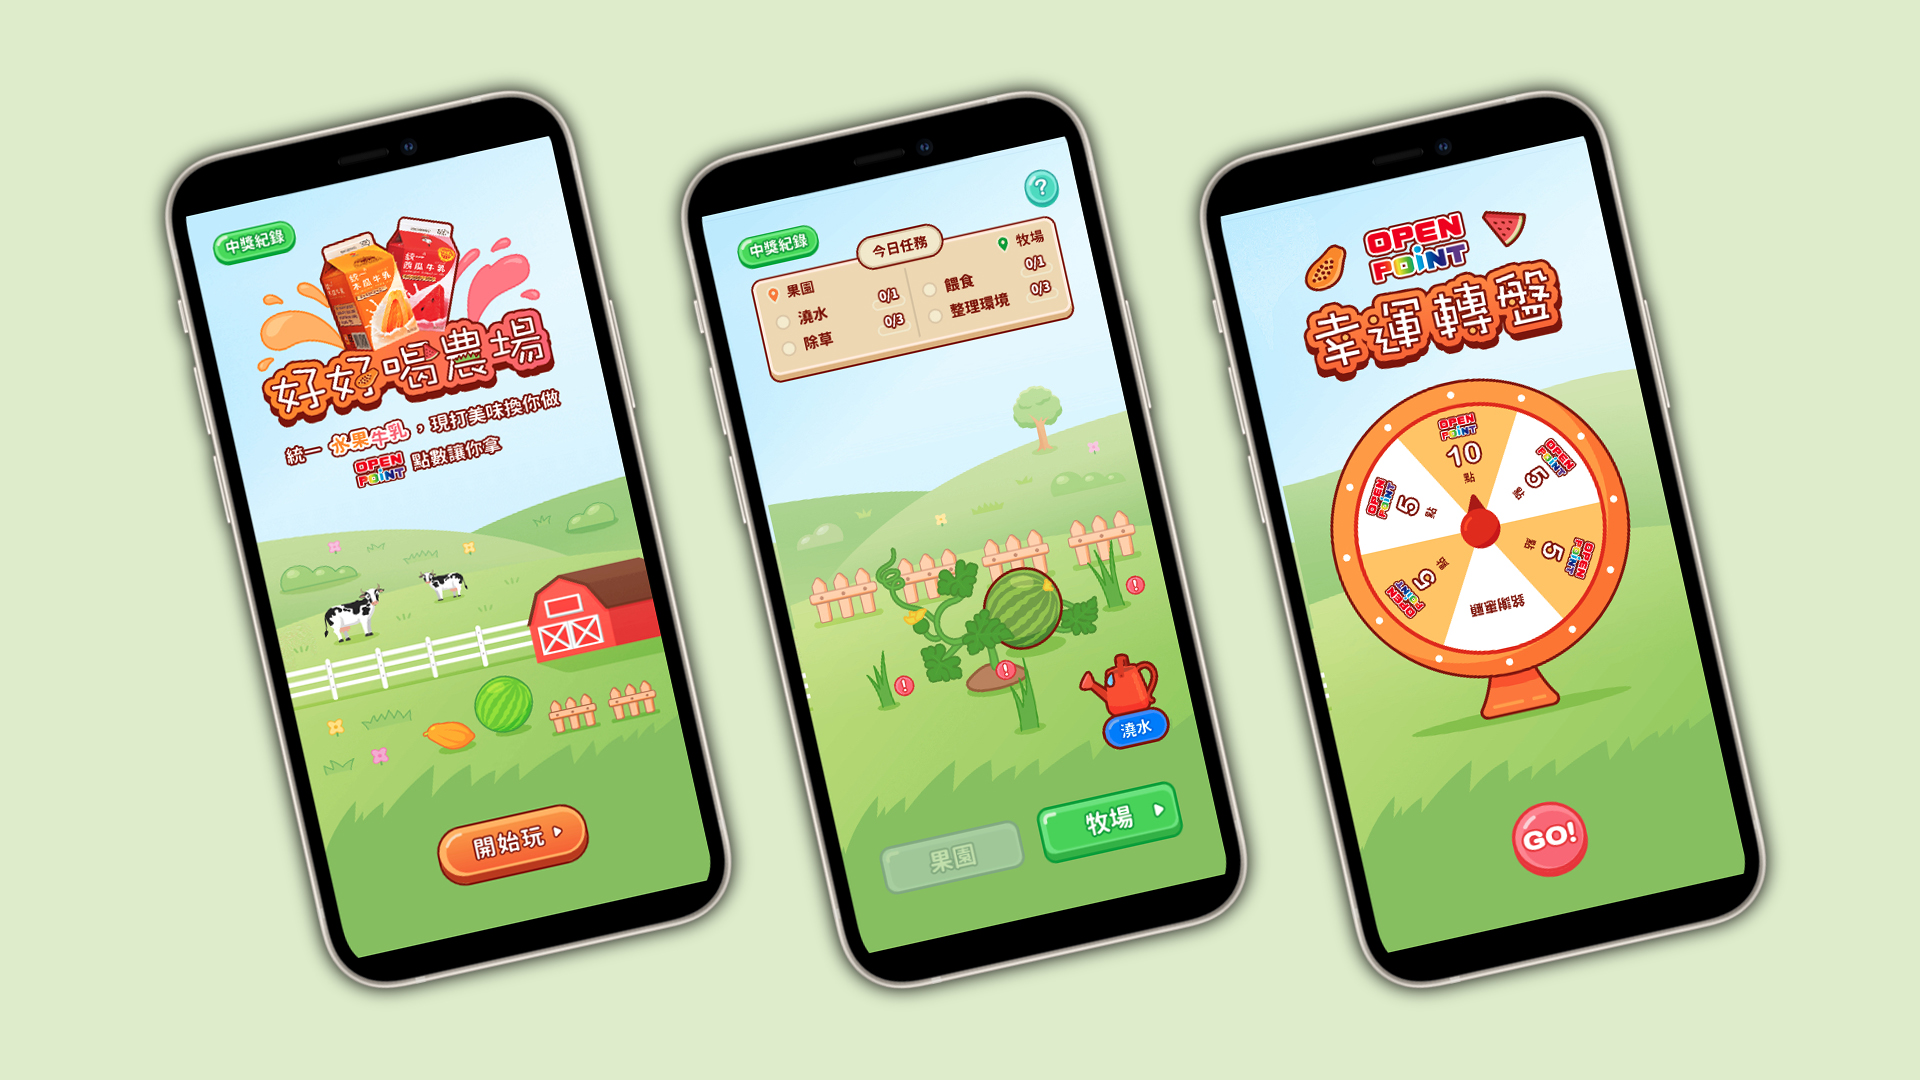 中獎紀錄
統一
木瓜牛乳
統一
西瓜牛乳
好好喝農場
統一 水果牛乳，現打美味換你做
OPEN POINT 點數讓你拿
開始玩
?
中獎紀錄
今日任務
果園
澆水 0/1
除草 0/3
牧場
餵食 0/1
整理環境 0/3
!
!
!
澆水
果園
牧場
OPEN
POINT
幸運轉盤
OPEN POINT
10
點
OPEN POINT
5
點
OPEN POINT
5
點
銘謝惠顧
OPEN POINT
5
點
OPEN POINT
5
點
GO!